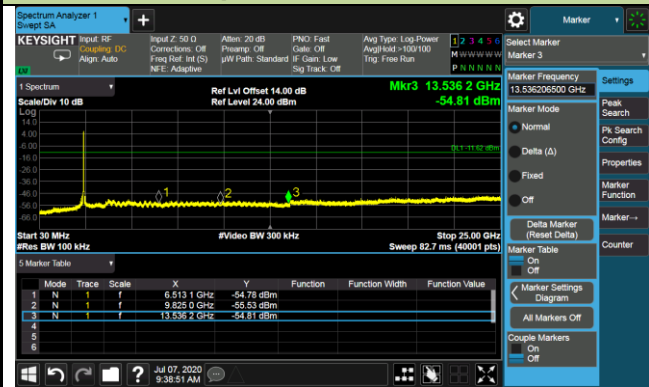 Spectrum Analyzer 1
Swept SA
+
Marker
KEYSIGHT Input: RF
Coupling: DC
Align: Auto
Input Z: 50 Ω
Corrections: Off
Freq Ref: Int (S)
NFE: Adaptive
Atten: 20 dB
Preamp: Off
µW Path: Standard
PNO: Fast
Gate: Off
IF Gain: Low
Sig Track: Off
Avg Type: Log-Power
Avg|Hold:>100/100
Trig: Free Run
1 2 3 4 5 6
M W W W W W
P N N N N N
Select Marker
Marker 3
1 Spectrum
Scale/Div 10 dB
Ref Lvl Offset 14.00 dB
Ref Level 24.00 dBm
Mkr3 13.536 2 GHz
-54.81 dBm
Log
14.0
4.00
-6.00
-16.0
-26.0
-36.0
-46.0
-56.0
-66.0
DL1 -11.62 dBm
1
2
3
Start 30 MHz
#Res BW 100 kHz
#Video BW 300 kHz
Stop 25.00 GHz
Sweep 82.7 ms (40001 pts)
5 Marker Table
Mode Trace Scale X Y Function Function Width Function Value
1 N 1 f 6.513 1 GHz -54.78 dBm
2 N 1 f 9.825 0 GHz -55.53 dBm
3 N 1 f 13.536 2 GHz -54.81 dBm
4
5
6
Marker Frequency
13.536206500 GHz
Marker Mode
Normal
Delta (Δ)
Fixed
Off
Delta Marker
(Reset Delta)
Marker Table
On
Off
Marker Settings
Diagram
All Markers Off
Couple Markers
On
Off
Settings
Peak
Search
Pk Search
Config
Properties
Marker
Function
Marker→
Counter
?
Jul 07, 2020
9:38:51 AM